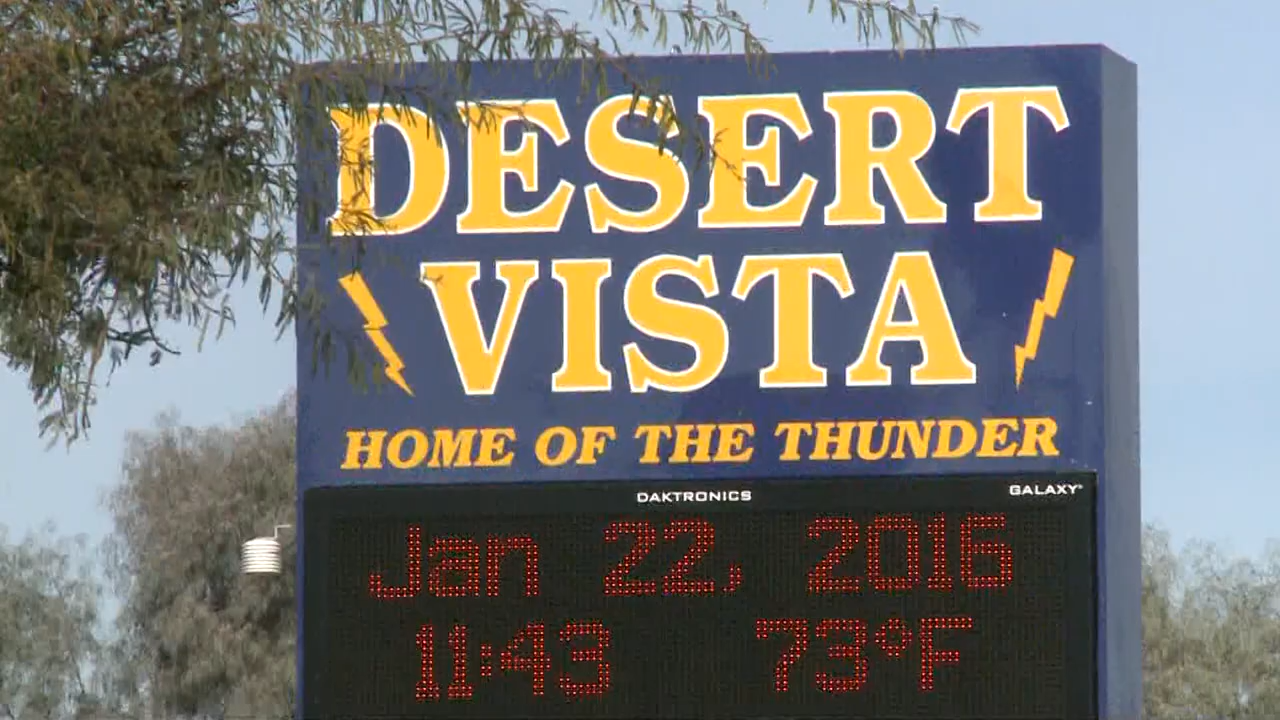 DESERT
VISTA
HOME OF THE THUNDER
DAKTRONICS GALAXY®
Jan 22, 2016
11:43 73°F